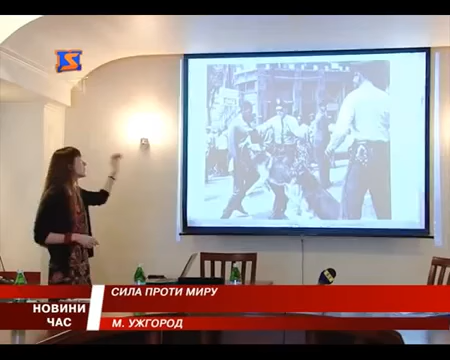 S
СИЛА ПРОТИ МИРУ
НОВИНИ
ЧАС
М. УЖГОРОД